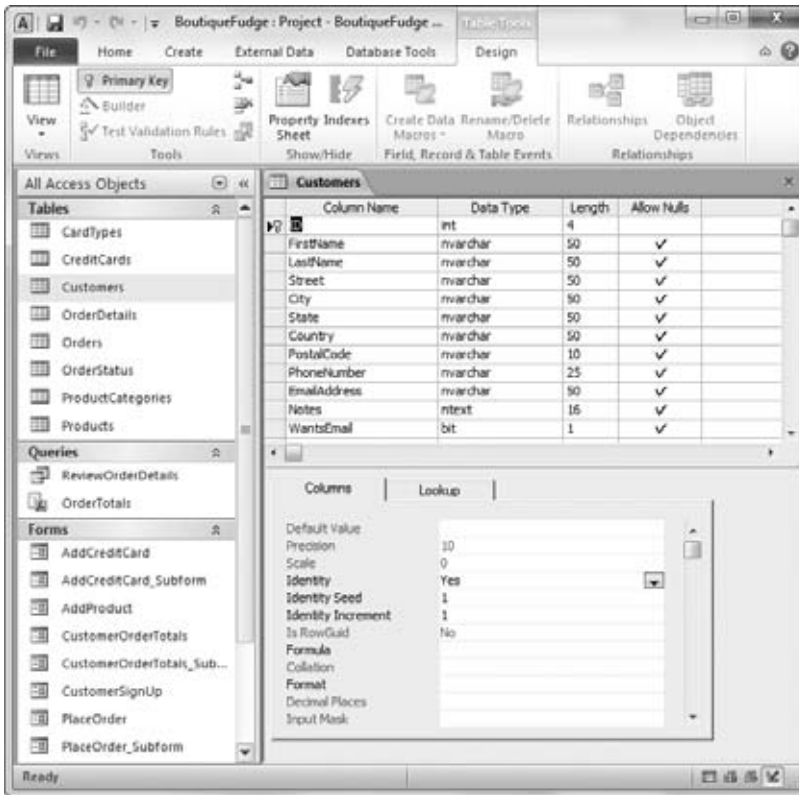 BoutiqueFudge : Project - BoutiqueFudge ...
File Home Create External Data Database Tools Design
View
Primary Key
Builder
Test Validation Rules
Property Sheet
Indexes
Create Data Macros
Rename/Delete Macro
Relationships
Object Dependencies
Views Tools Show/Hide Field, Record & Table Events Relationships
All Access Objects
Customers
Tables
CardTypes
CreditCards
Customers
OrderDetails
Orders
OrderStatus
ProductCategories
Products
Queries
ReviewOrderDetails
OrderTotals
Forms
AddCreditCard
AddCreditCard_Subform
AddProduct
CustomerOrderTotals
CustomerOrderTotals_Sub...
CustomerSignUp
PlaceOrder
PlaceOrder_Subform
Column Name Data Type Length Allow Nulls
ID int 4
FirstName nvarchar 50
LastName nvarchar 50
Street nvarchar 50
City nvarchar 50
State nvarchar 50
Country nvarchar 50
PostalCode nvarchar 10
PhoneNumber nvarchar 25
EmailAddress nvarchar 50
Notes ntext 16
WantsEmail bit 1
Columns Lookup
Default Value
Precision 10
Scale 0
Identity Yes
Identity Seed 1
Identity Increment 1
Is RowGuid No
Formula
Collation
Format
Decimal Places
Input Mask
Ready